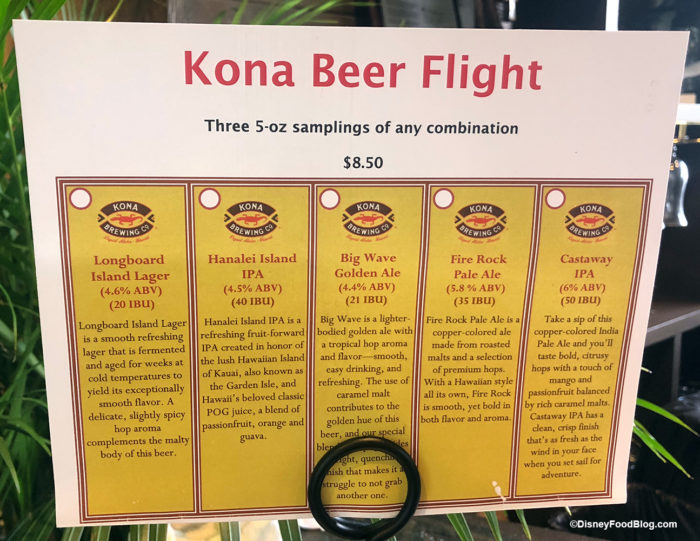 Kona Beer Flight
Three 5-oz samplings of any combination
$8.50
KONA
BREWING CO.
Liquid Aloha. Hawaii
Longboard
Island Lager
(4.6% ABV)
(20 IBU)
Longboard Island Lager
is a smooth refreshing
lager that is fermented
and aged for weeks at
cold temperatures to
yield its exceptionally
smooth flavor. A
delicate, slightly spicy
hop aroma
complements the malty
body of this beer.
KONA
BREWING CO.
Hanalei Island
IPA
(4.5% ABV)
(40 IBU)
Hanalei Island IPA is a
refreshing fruit-forward
IPA created in honor of
the lush Hawaiian Island
of Kauai, also known as
the Garden Isle, and
Hawaii's beloved classic
POG juice, a blend of
passionfruit, orange and
guava.
KONA
BREWING CO.
Big Wave
Golden Ale
(4.4% ABV)
(21 IBU)
Big Wave is a lighter-
bodied golden ale with
a tropical hop aroma
and flavor—smooth,
easy drinking, and
refreshing. The use of
caramel malt
contributes to the
golden hue of this
beer, and our special
that makes it a
struggle to not grab
another one.
KONA
BREWING CO.
Fire Rock
Pale Ale
(5.8 % ABV)
(35 IBU)
Fire Rock Pale Ale is a
copper-colored ale
made from roasted
malts and a selection
of premium hops.
With a Hawaiian style
all its own, Fire Rock
is smooth, yet bold in
both flavor and aroma.
KONA
BREWING CO.
Castaway
IPA
(6% ABV)
(50 IBU)
Take a sip of this
copper-colored India
Pale Ale and you'll
taste bold, citrusy
hops with a touch of
mango and
passionfruit balanced
by rich caramel malts.
Castaway IPA has a
clean, crisp finish
that's as fresh as the
wind in your face
when you set sail for
adventure.
©DisneyFoodBlog.com